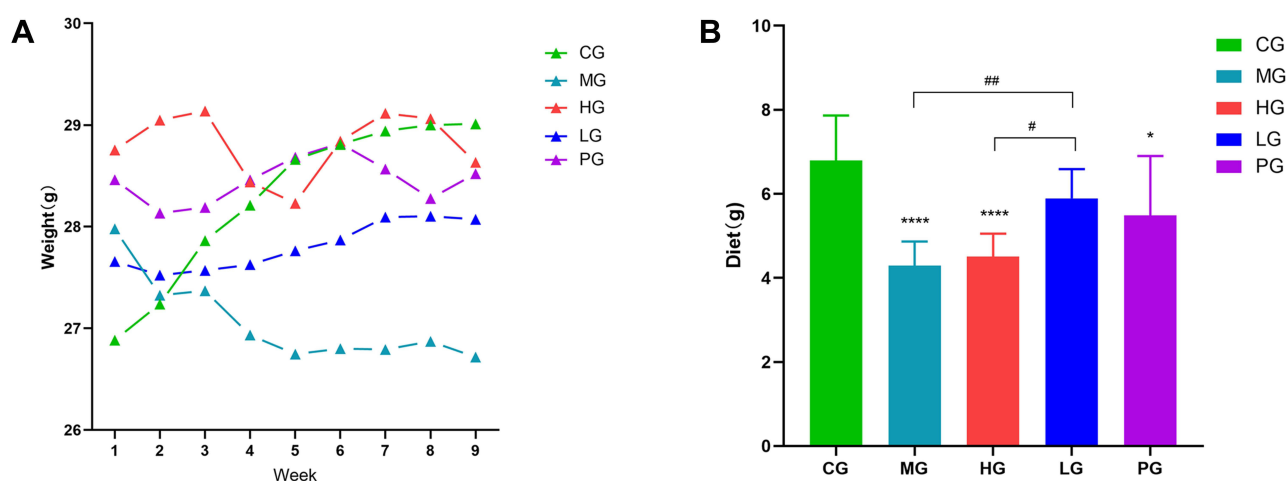 A
Weight(g)
30
29
28
27
26
1 2 3 4 5 6 7 8 9
Week
CG
MG
HG
LG
PG
B
Diet(g)
10
8
6
4
2
0
##
#
*
**** ****
CG MG HG LG PG
CG
MG
HG
LG
PG